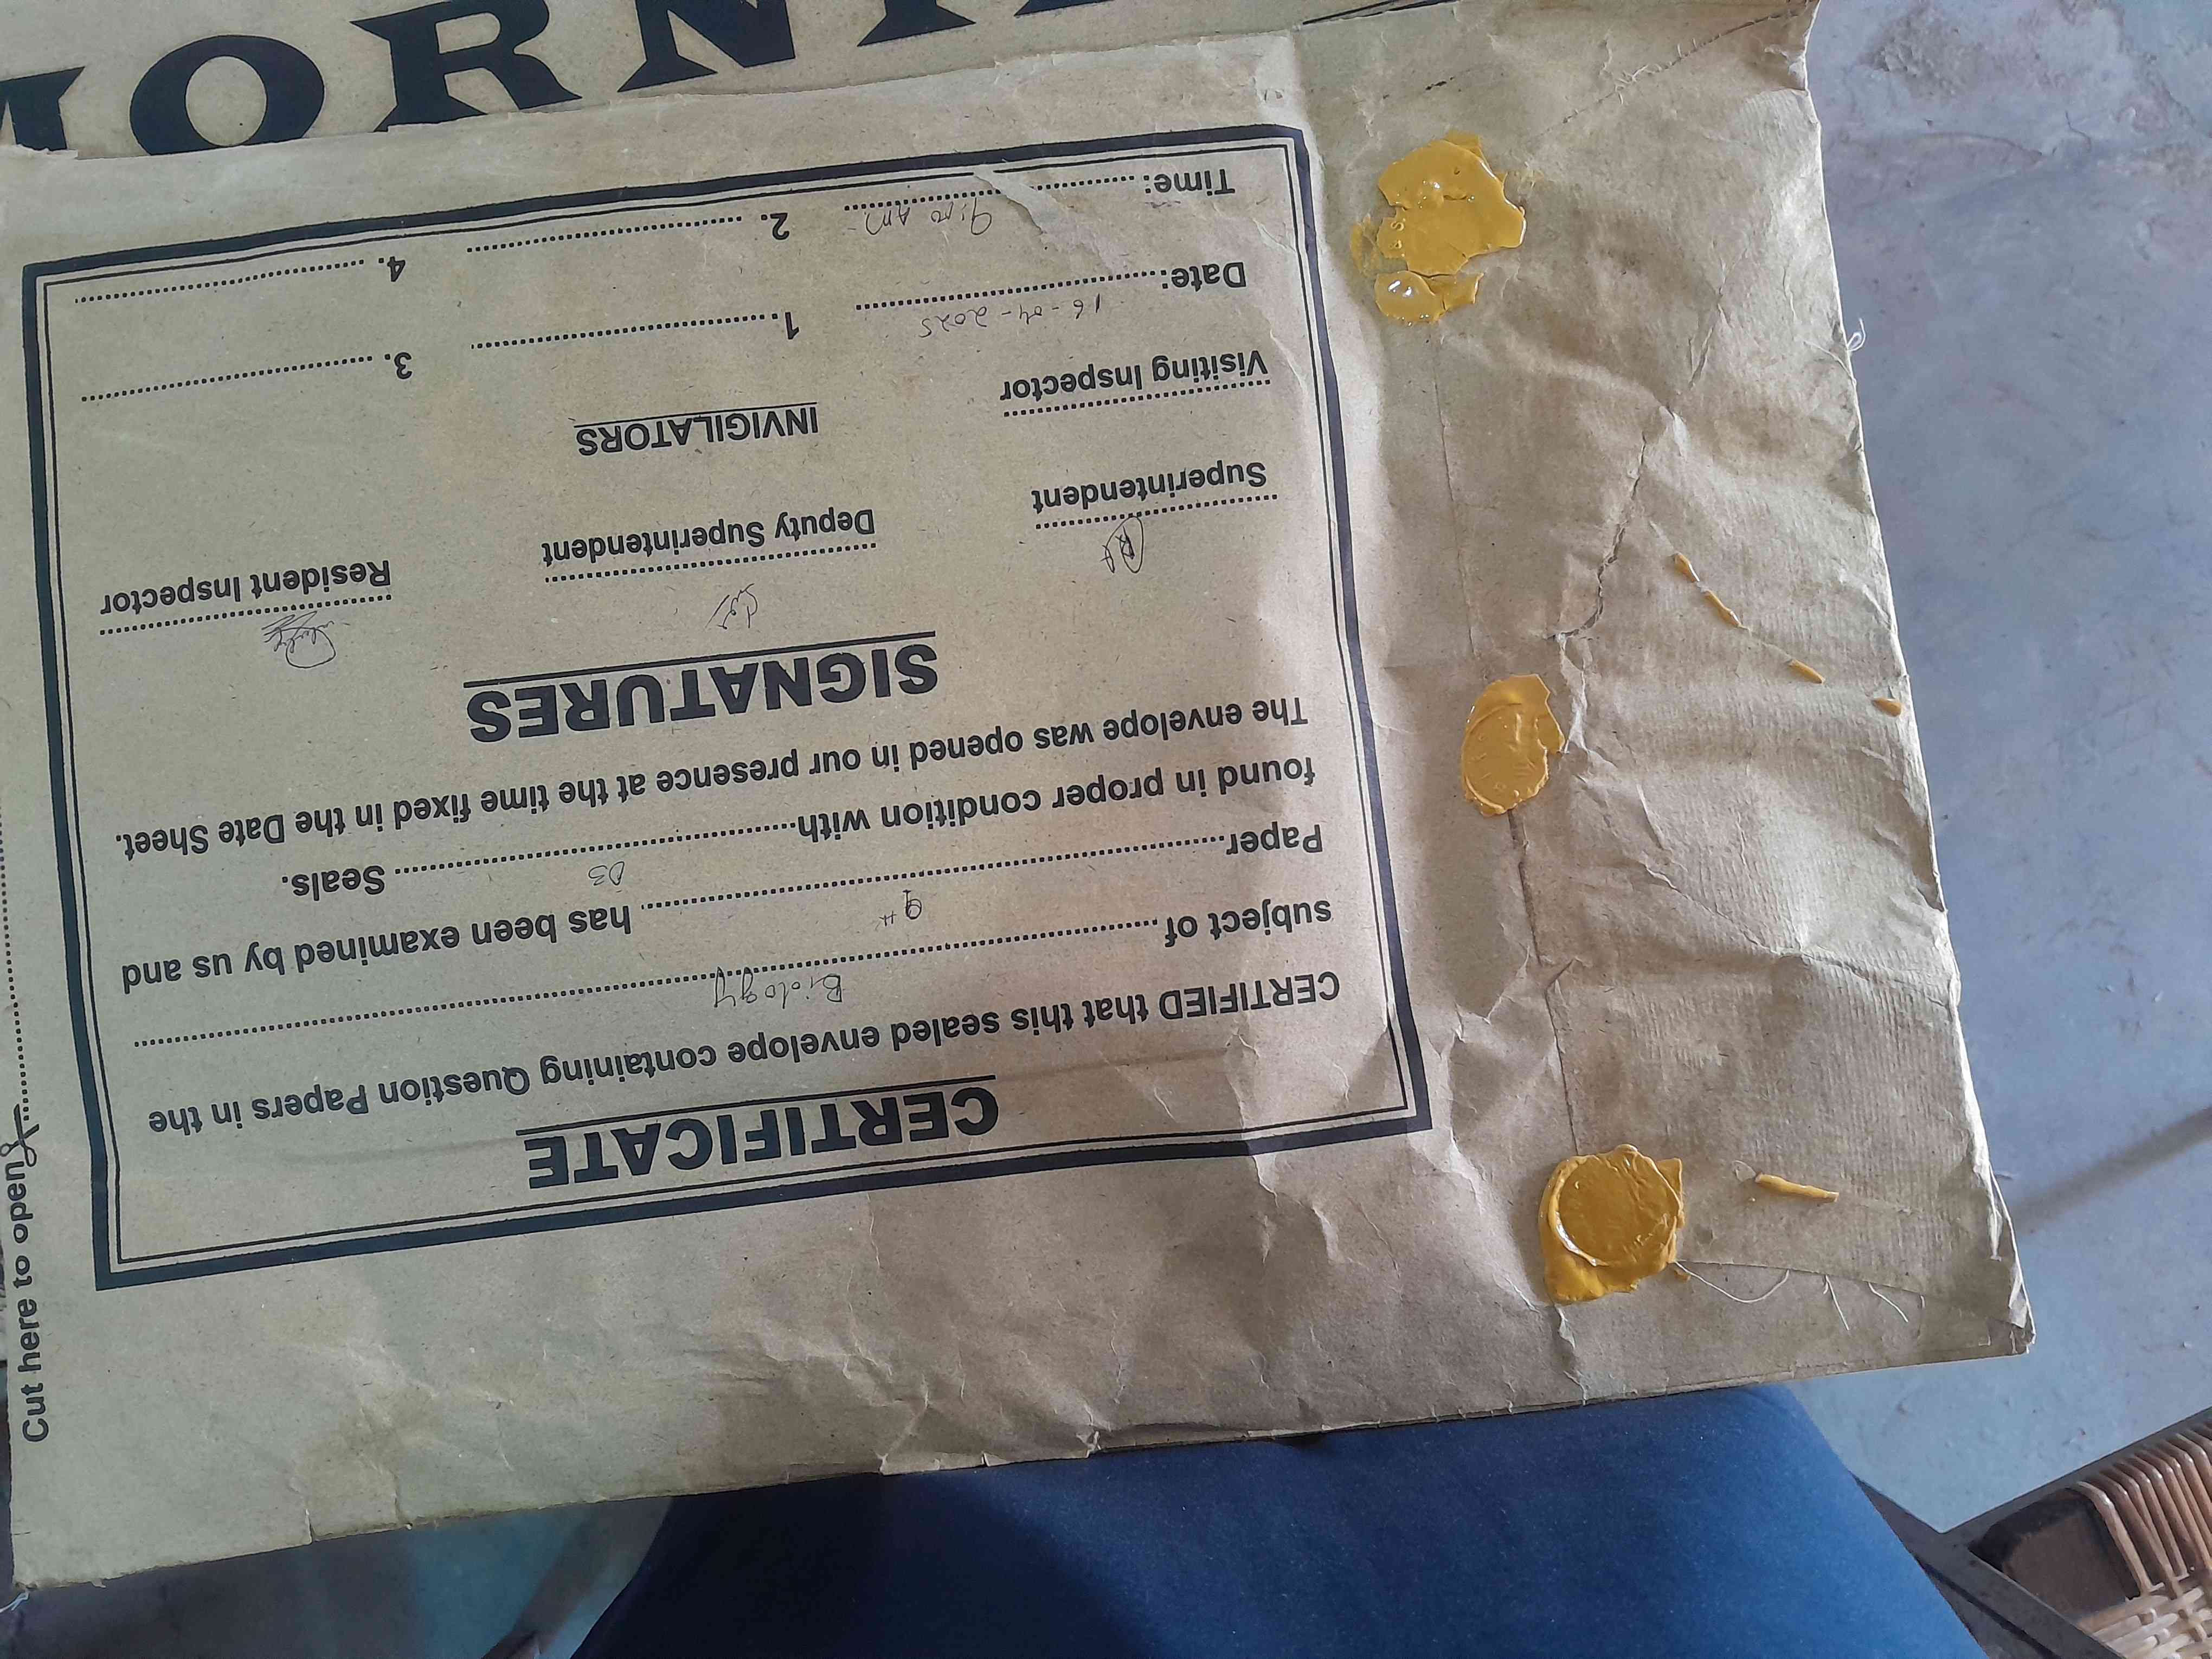 MORNI
CERTIFICATE
CERTIFIED that this sealed envelope containing Question Papers in the
subject of Biology
Paper 9th has been examined by us and
found in proper condition with 03 Seals.
The envelope was opened in our presence at the time fixed in the Date Sheet.
SIGNATURES
Superintendent Deputy Superintendent Resident Inspector
Visiting Inspector INVIGILATORS
Date: 16-04-2025 1. 3.
Time: 9:00 Am 2. 4.
Cut here to open